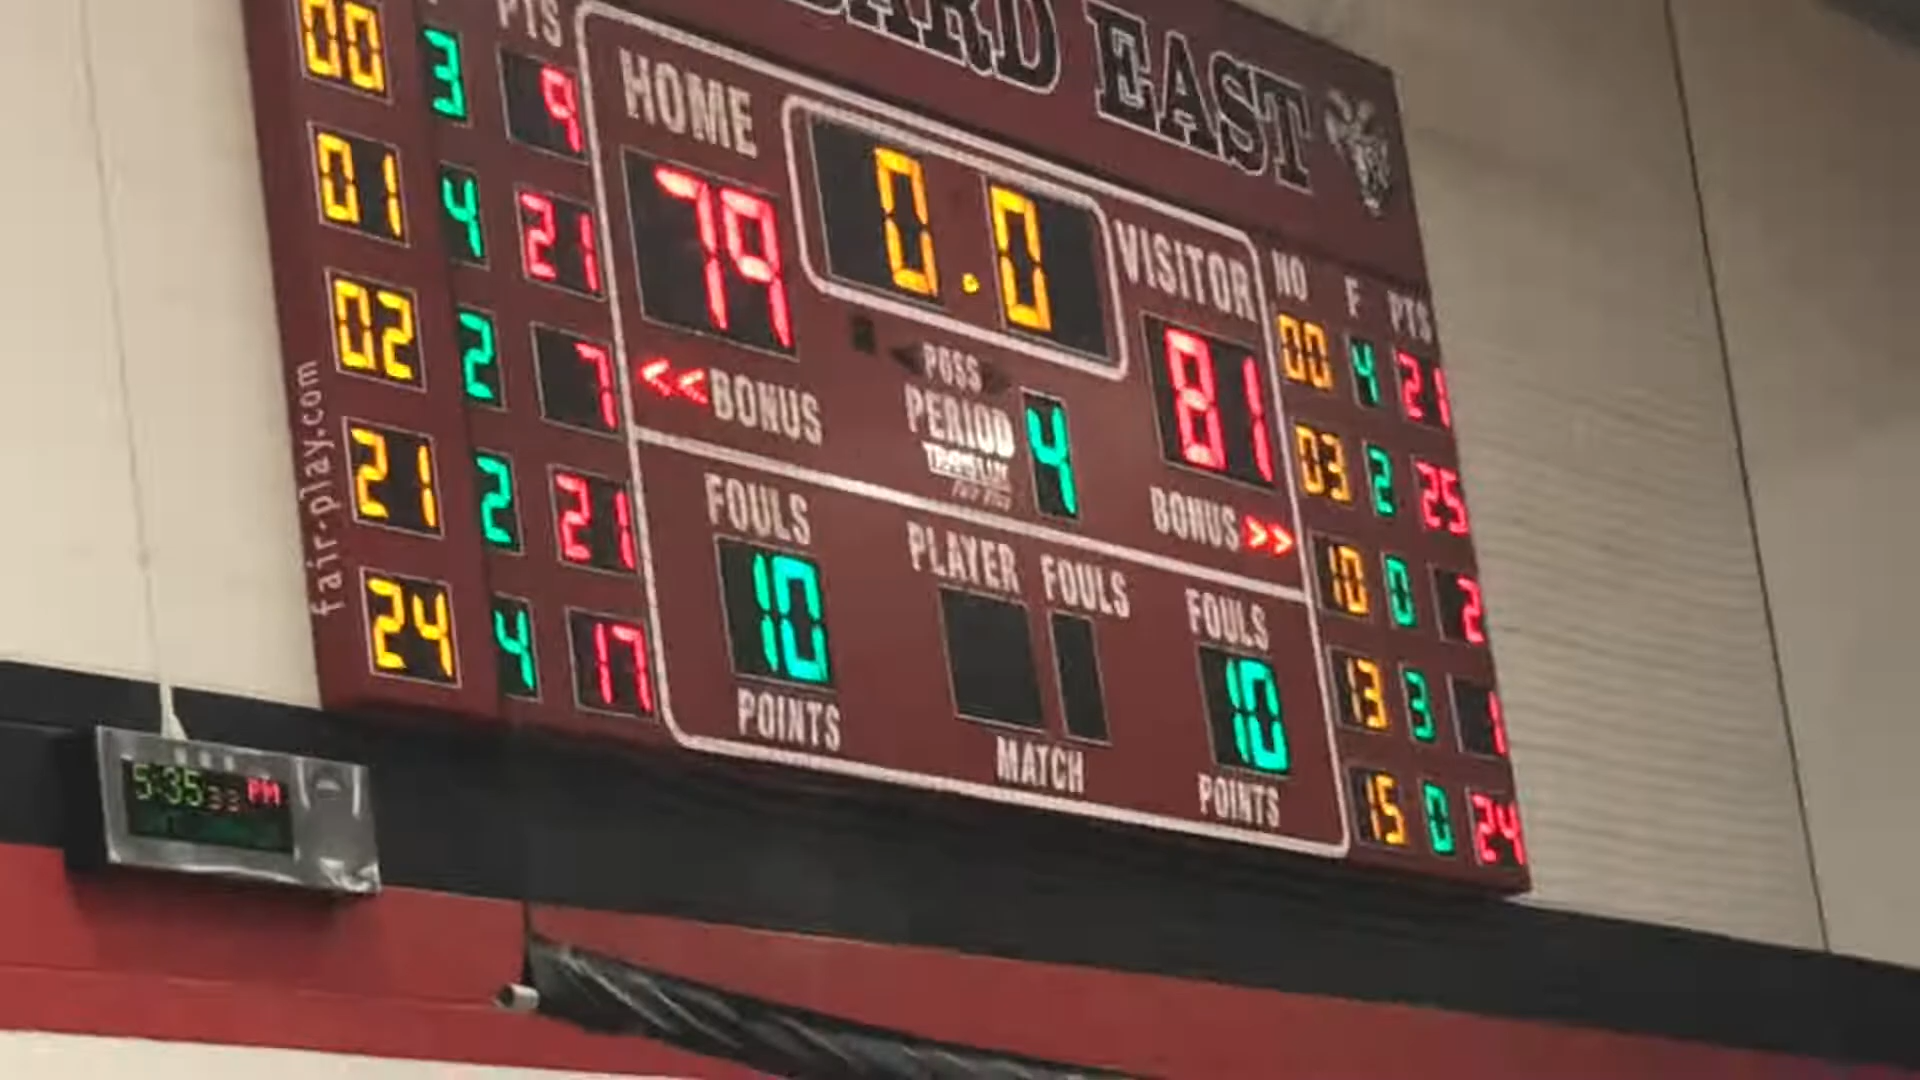 EAST
PTS
00 3 9
01 4 21
02 2 7
21 2 21
24 4 17
fair-play.com
HOME
79
0.0
VISITOR
81
<<BONUS
POSS
PERIOD 4
BONUS>>
FOULS
10
POINTS
PLAYER FOULS
MATCH
FOULS
10
POINTS
NO F PTS
00 4 21
03 2 25
10 0 2
13 3 1
15 0 24
5:35 33 PM